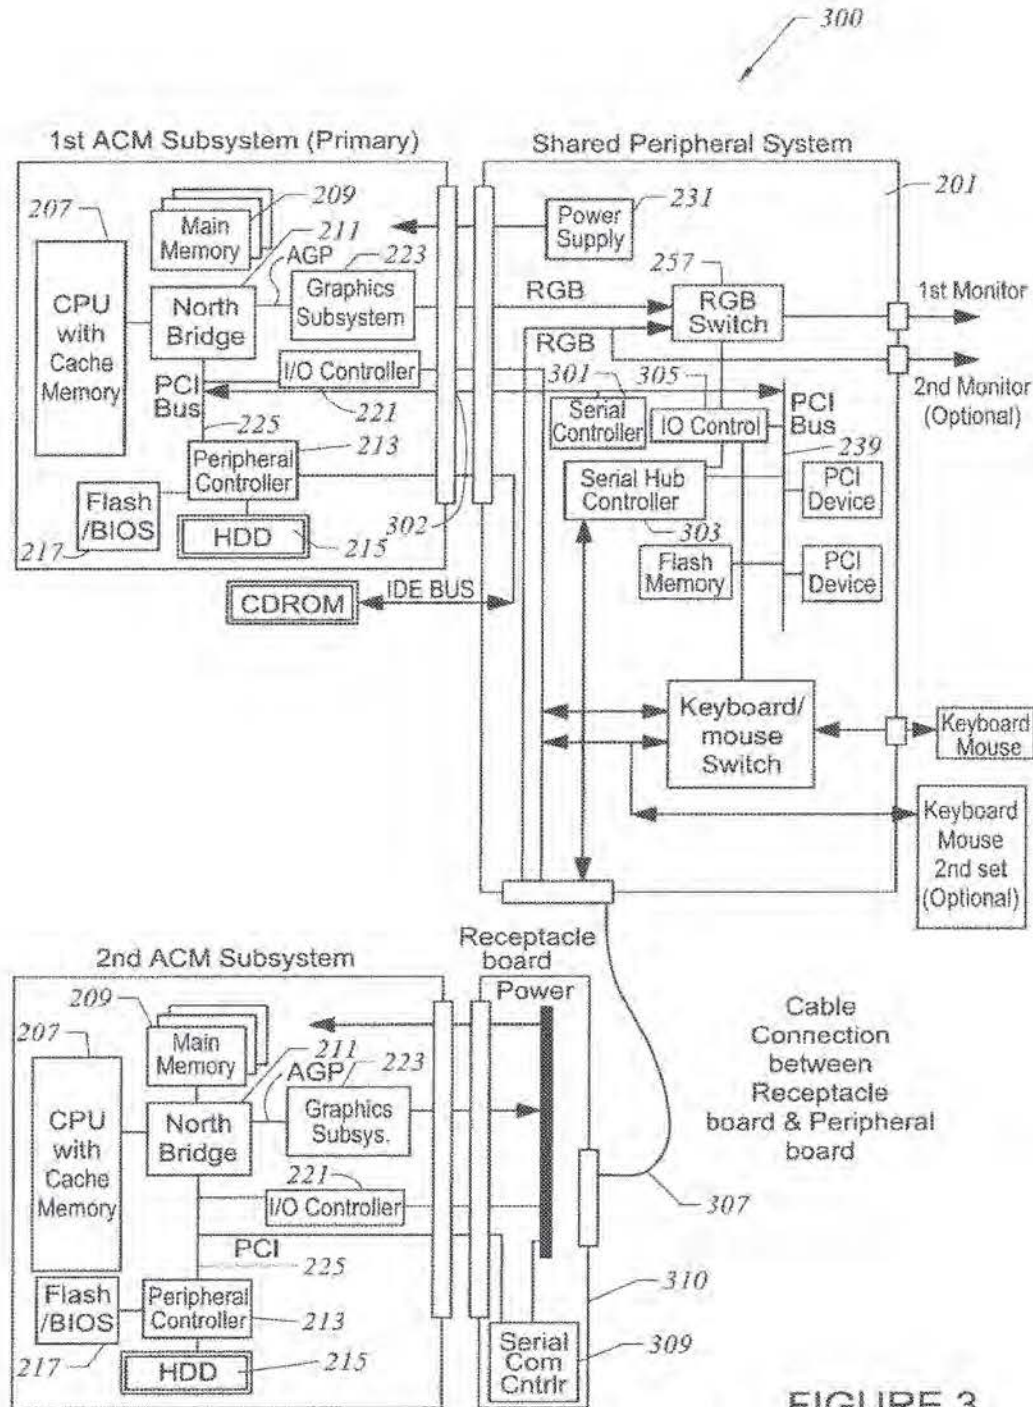 300
1st ACM Subsystem (Primary)
Shared Peripheral System
201
207
209
Main
Memory
211
AGP
223
CPU
with
Cache
Memory
North
Bridge
Graphics
Subsystem
I/O Controller
PCI
Bus
221
225
213
Peripheral
Controller
Flash
/BIOS
217
HDD
215
302
CDROM
IDE BUS
Power
Supply
231
257
RGB
RGB
Switch
RGB
1st Monitor
2nd Monitor
(Optional)
301
305
Serial
Controller
IO Control
PCI
Bus
239
Serial Hub
Controller
303
PCI
Device
Flash
Memory
PCI
Device
Keyboard/
mouse
Switch
Keyboard
Mouse
Keyboard
Mouse
2nd set
(Optional)
2nd ACM Subsystem
Receptacle
board
Power
209
207
Main
Memory
211
AGP
223
CPU
with
Cache
Memory
North
Bridge
Graphics
Subsys.
221
I/O Controller
PCI
225
Flash
/BIOS
217
Peripheral
Controller
213
HDD
215
Serial
Com
Cntrlr
309
310
307
Cable
Connection
between
Receptacle
board & Peripheral
board
FIGURE 3